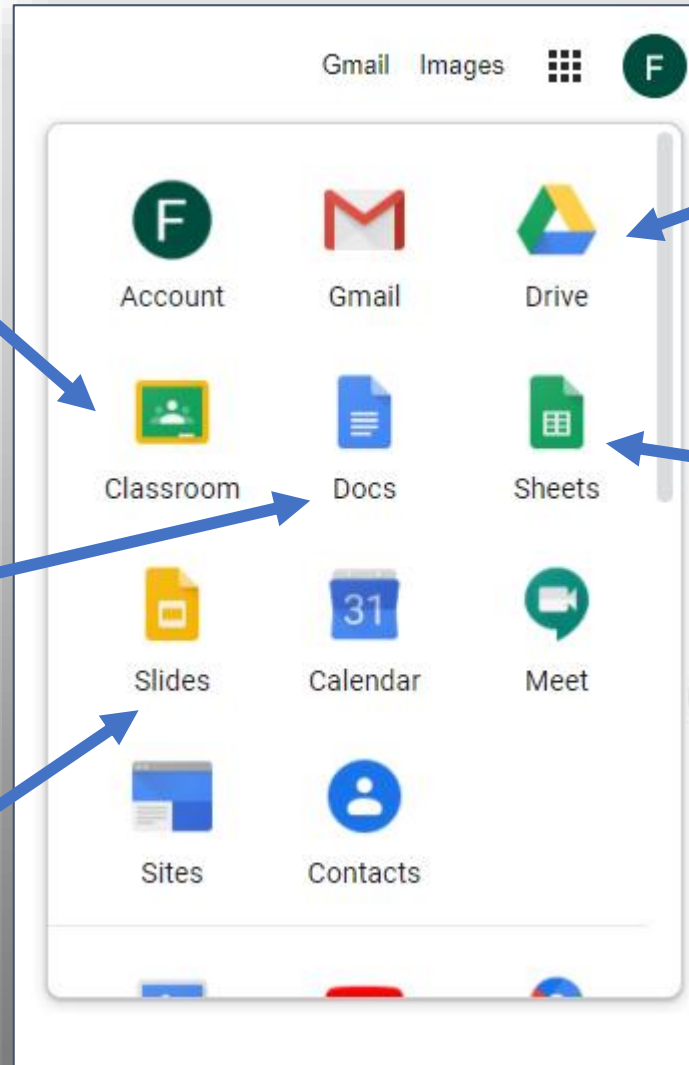 Gmail Images F
F
Account Gmail Drive
Classroom Docs Sheets
31
Slides Calendar Meet
Sites Contacts